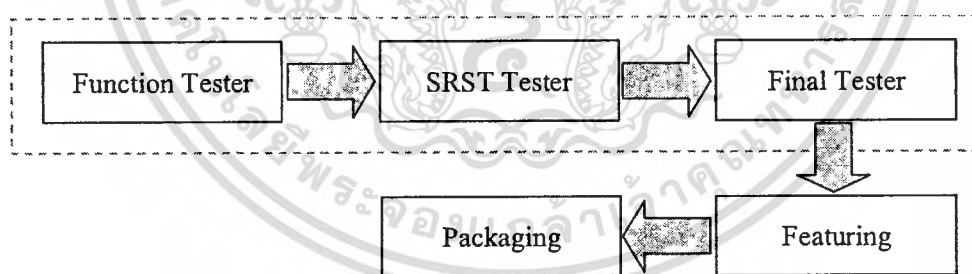 Function Tester
SRST Tester
Final Tester
Featuring
Packaging